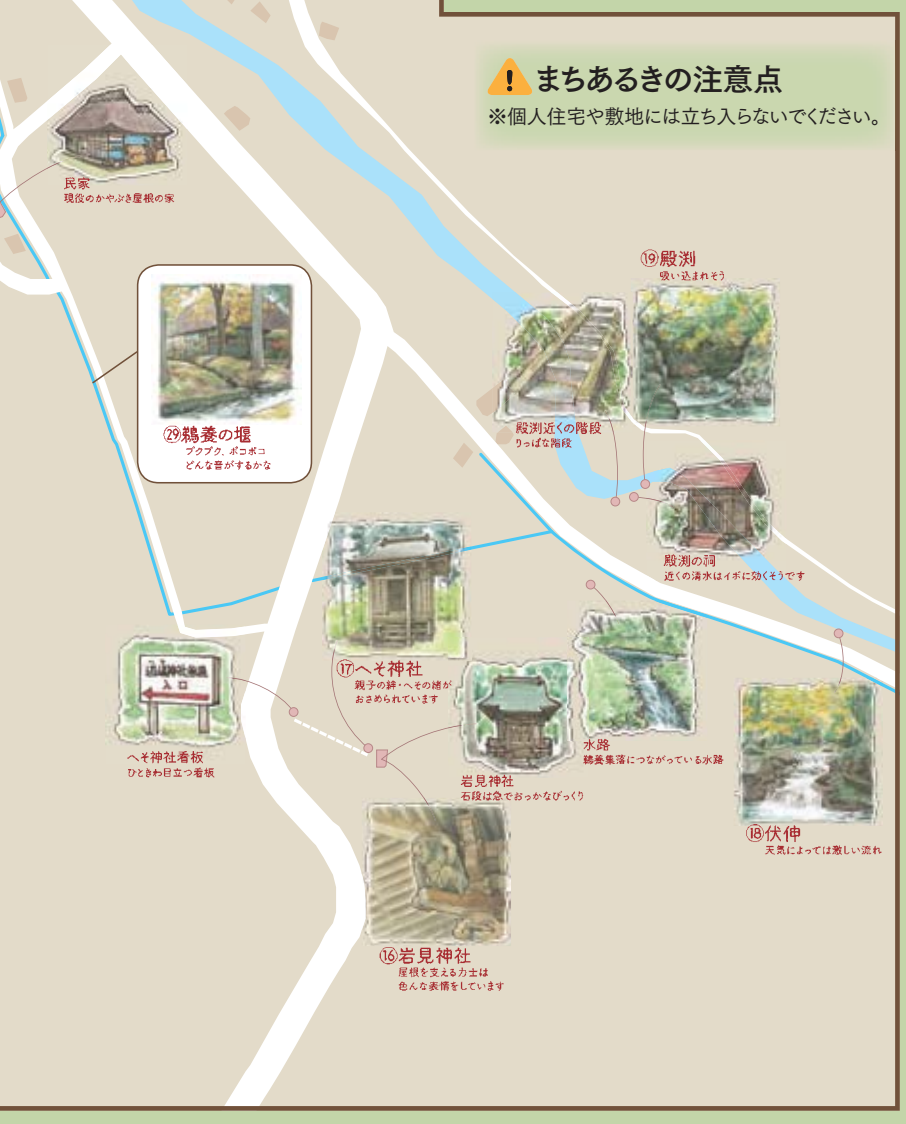 まちあるきの注意点
※個人住宅や敷地には立ち入らないでください。
民家
現役のかやぶき屋根の家
⑲殿渕
吸い込まれそう
殿渕近くの階段
りっぱな階段
㉙鵜養の堰
プクプク、ポコポコ
どんな音がするかな
殿渕の祠
近くの清水はイボに効くそうです
⑰へそ神社
親子の絆・へその緒が
おさめられています
入口
へそ神社看板
ひときわ目立つ看板
岩見神社
石段は急でおっかなびっくり
水路
鵜養集落につながっている水路
⑱伏伸
天気によっては激しい流れ
⑯岩見神社
屋根を支える力士は
色んな表情をしています